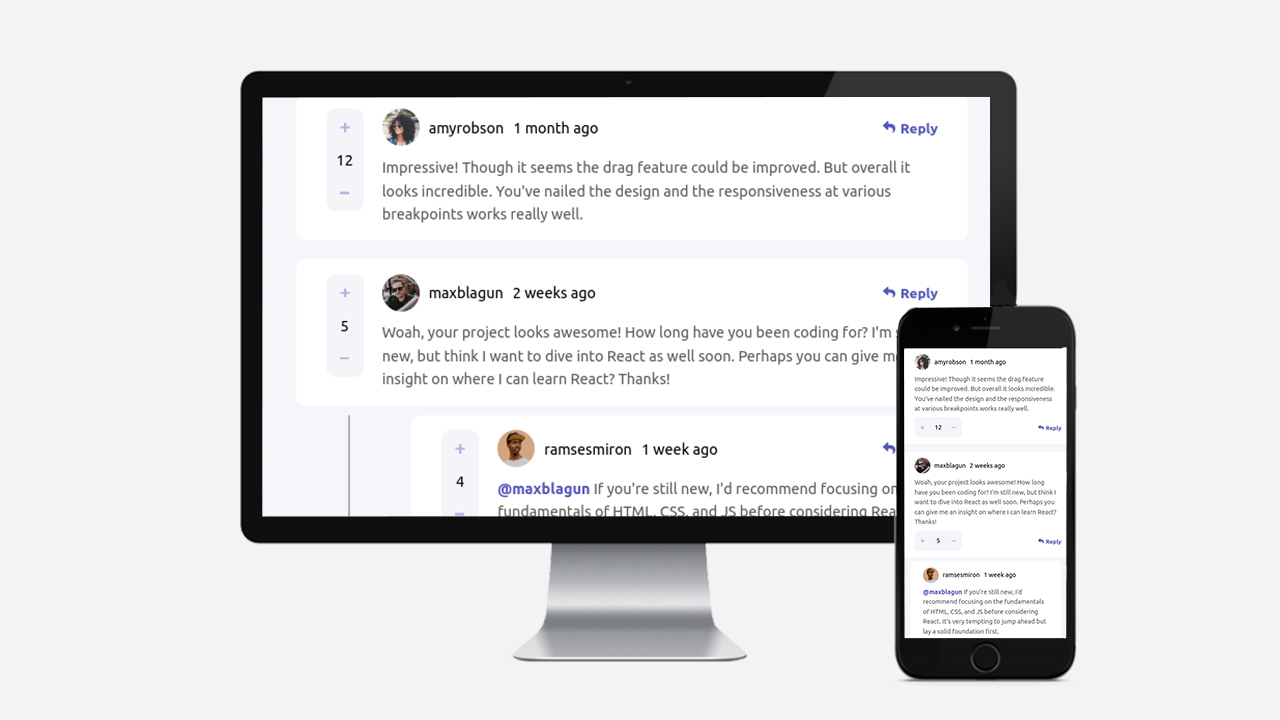 +
12
−
amyrobson 1 month ago
Reply
Impressive! Though it seems the drag feature could be improved. But overall it
looks incredible. You've nailed the design and the responsiveness at various
breakpoints works really well.
+
5
−
maxblagun 2 weeks ago
Reply
Woah, your project looks awesome! How long have you been coding for? I'm
new, but think I want to dive into React as well soon. Perhaps you can give
insight on where I can learn React? Thanks!
+
4
−
ramsesmiron 1 week ago
@maxblagun If you're still new, I'd recommend focusing on
fundamentals of HTML, CSS, and JS before considering
amyrobson 1 month ago
Impressive! Though it seems the drag feature
could be improved. But overall it looks incredible.
You've nailed the design and the responsiveness
at various breakpoints works really well.
+ 12 −
Reply
maxblagun 2 weeks ago
Woah, your project looks awesome! How long
have you been coding for? I'm still new, but think I
want to dive into React as well soon. Perhaps you
can give me an insight on where I can learn React?
Thanks!
+ 5 −
Reply
ramsesmiron 1 week ago
@maxblagun If you're still new, I'd
recommend focusing on the fundamentals
of HTML, CSS, and JS before considering
React. It's very tempting to jump ahead but
lay a solid foundation first.